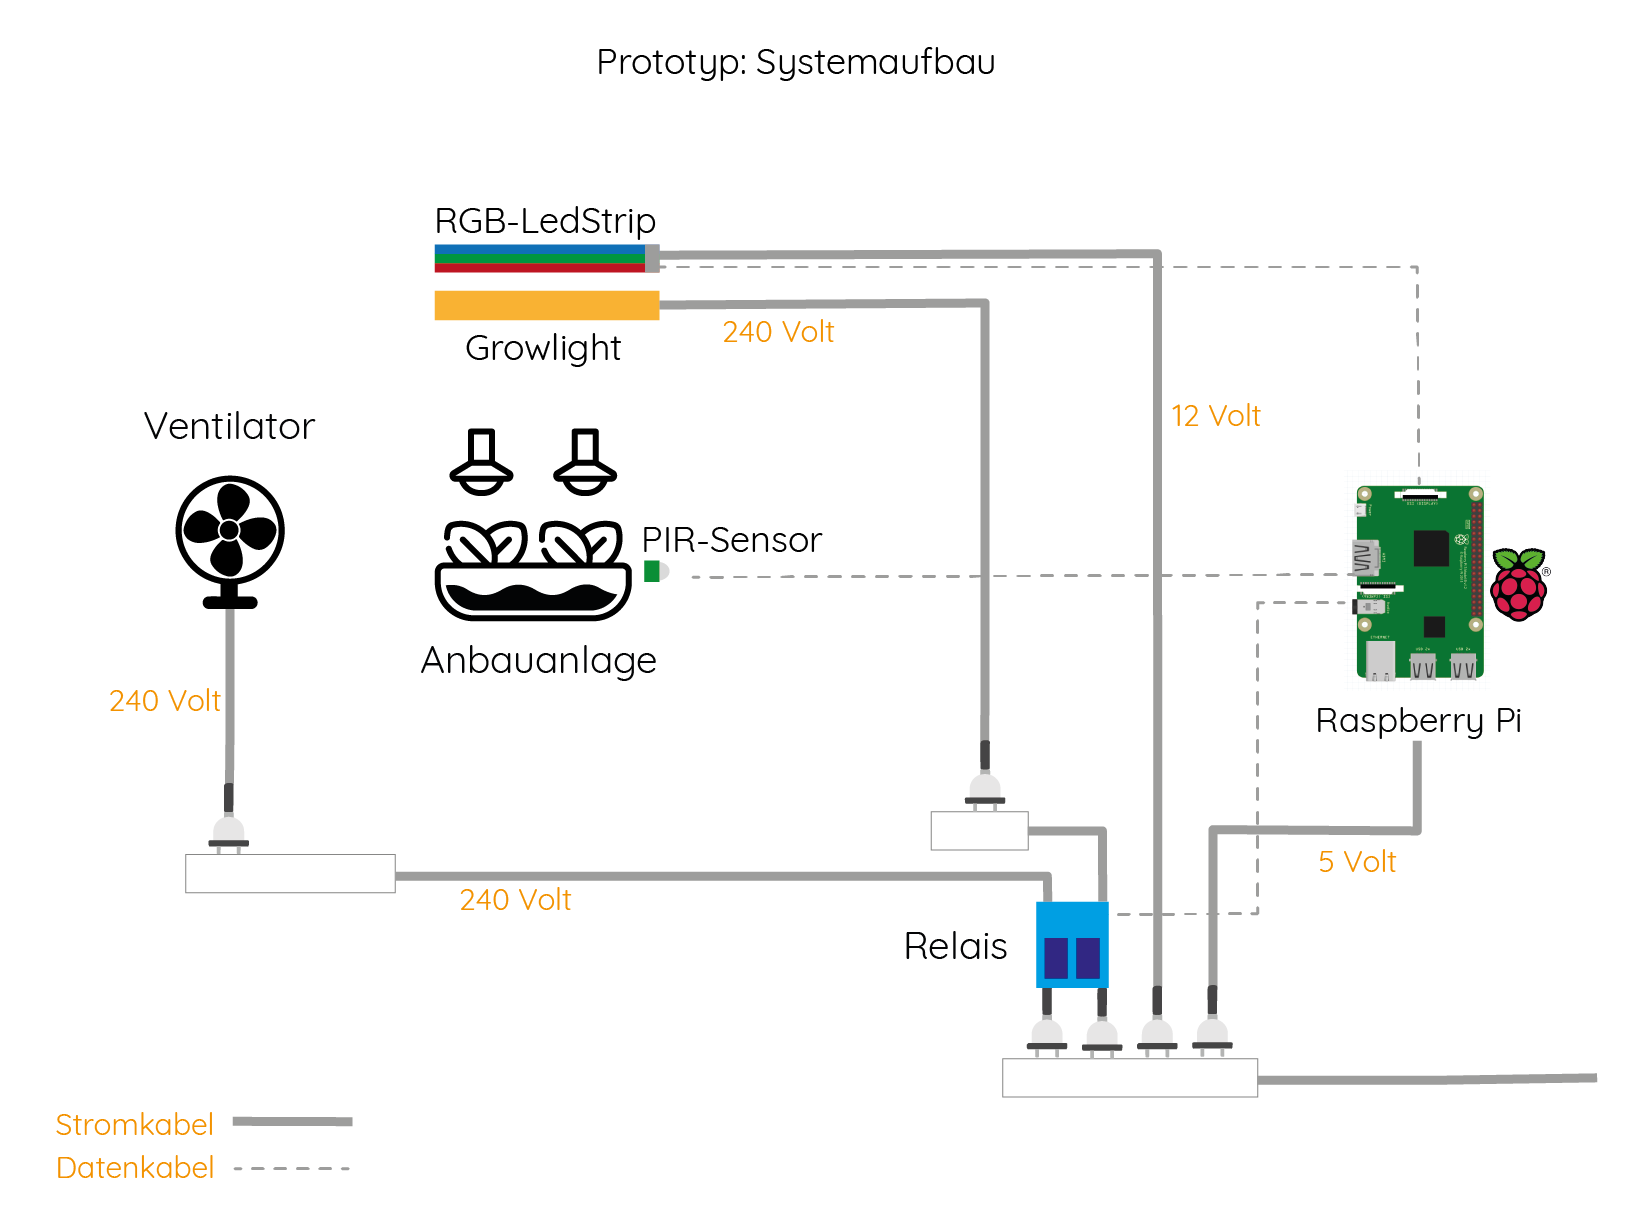 Prototyp: Systemaufbau
RGB-LedStrip
Growlight
240 Volt
12 Volt
Ventilator
PIR-Sensor
Anbauanlage
240 Volt
®
Raspberry Pi
5 Volt
240 Volt
Relais
Stromkabel
Datenkabel